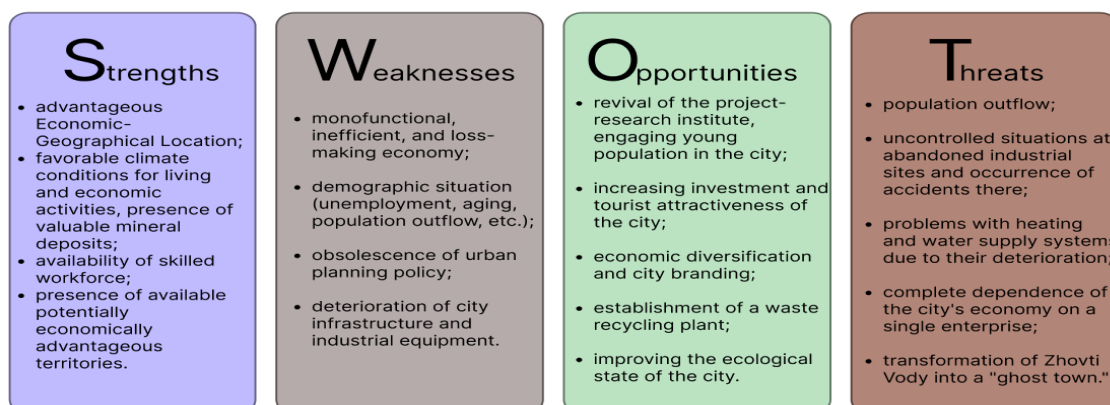 Strengths
• advantageous
Economic-
Geographical Location;
• favorable climate
conditions for living
and economic
activities, presence of
valuable mineral
deposits;
• availability of skilled
workforce;
• presence of available
potentially
economically
advantageous
territories.
Weaknesses
• monofunctional,
inefficient, and loss-
making economy;
• demographic situation
(unemployment, aging,
population outflow, etc.);
• obsolescence of urban
planning policy;
• deterioration of city
infrastructure and
industrial equipment.
Opportunities
• revival of the project-
research institute,
engaging young
population in the city;
• increasing investment and
tourist attractiveness of
the city;
• economic diversification
and city branding;
• establishment of a waste
recycling plant;
• improving the ecological
state of the city.
Threats
• population outflow;
• uncontrolled situations at
abandoned industrial
sites and occurrence of
accidents there;
• problems with heating
and water supply systems
due to their deterioration;
• complete dependence of
the city's economy on a
single enterprise;
• transformation of Zhovti
Vody into a "ghost town."